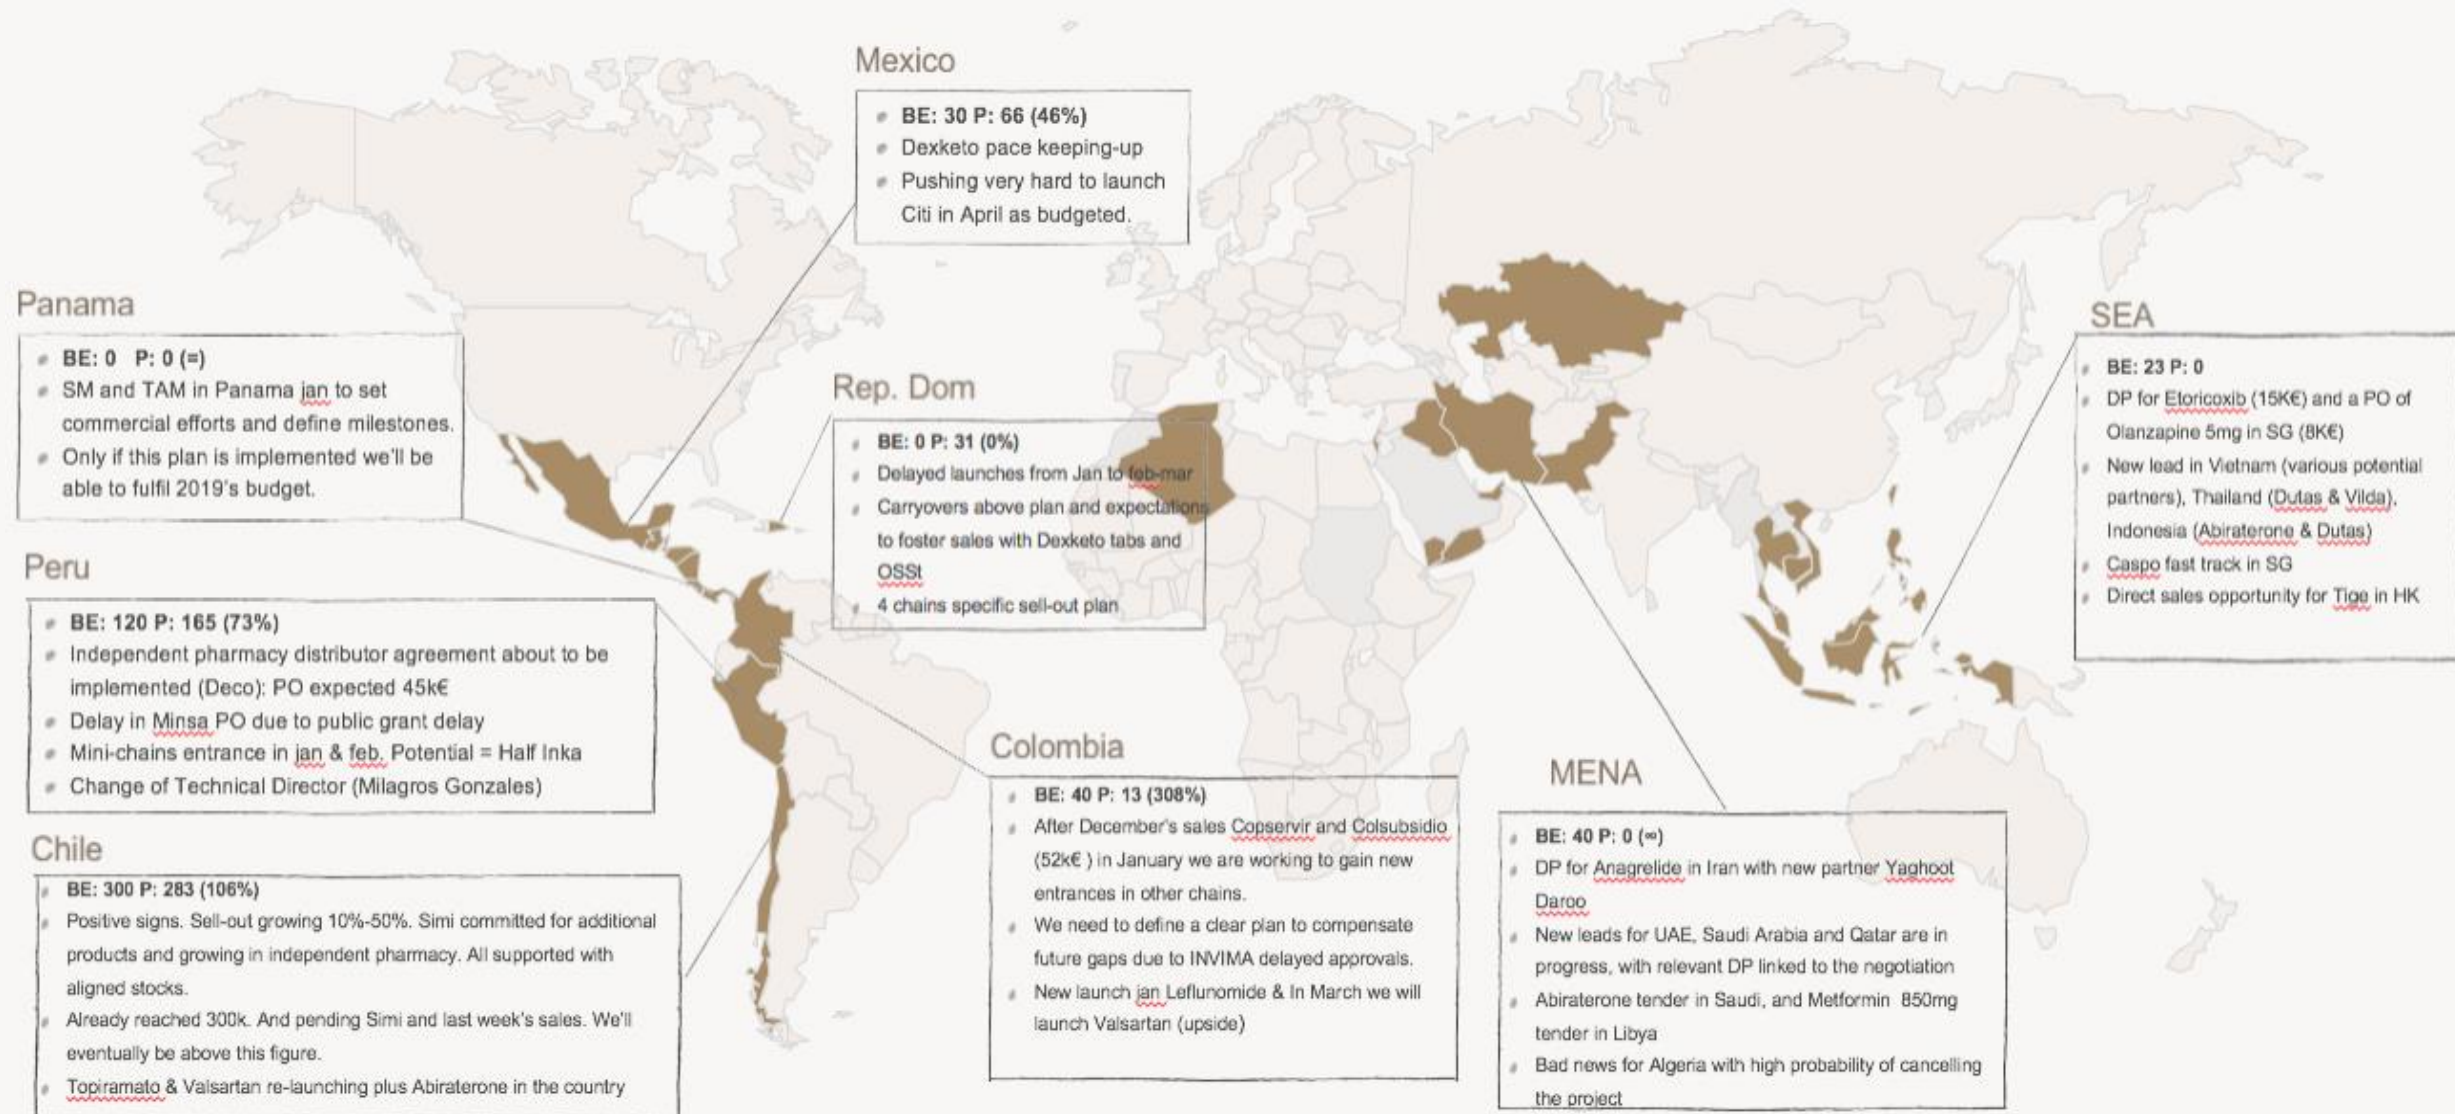 Mexico
BE: 30 P: 66 (46%)
Dexketo pace keeping-up
Pushing very hard to launch
Citi in April as budgeted.
Panama
BE: 0 P: 0 (=)
SM and TAM in Panama jan to set
commercial efforts and define milestones.
Only if this plan is implemented we'll be
able to fulfil 2019's budget.
Rep. Dom
BE: 0 P: 31 (0%)
Delayed launches from Jan to feb-mar
Carryovers above plan and expectations
to foster sales with Dexketo tabs and
OSSt
4 chains specific sell-out plan
SEA
BE: 23 P: 0
DP for Etoricoxib (15K€) and a PO of
Olanzapine 5mg in SG (8K€)
New lead in Vietnam (various potential
partners), Thailand (Dutas & Vilda),
Indonesia (Abiraterone & Dutas)
Caspo fast track in SG
Direct sales opportunity for Tige in HK
Peru
BE: 120 P: 165 (73%)
Independent pharmacy distributor agreement about to be
implemented (Deco): PO expected 45k€
Delay in Minsa PO due to public grant delay
Mini-chains entrance in jan & feb. Potential = Half Inka
Change of Technical Director (Milagros Gonzales)
Chile
BE: 300 P: 283 (106%)
Positive signs. Sell-out growing 10%-50%. Simi committed for additional
products and growing in independent pharmacy. All supported with
aligned stocks.
Already reached 300k. And pending Simi and last week's sales. We'll
eventually be above this figure.
Topiramato & Valsartan re-launching plus Abiraterone in the country
Colombia
BE: 40 P: 13 (308%)
After December's sales Copservir and Colsubsidio
(52k€ ) in January we are working to gain new
entrances in other chains.
We need to define a clear plan to compensate
future gaps due to INVIMA delayed approvals.
New launch jan Leflunomide & In March we will
launch Valsartan (upside)
MENA
BE: 40 P: 0 (∞)
DP for Anagrelide in Iran with new partner Yaghoot
Daroo
New leads for UAE, Saudi Arabia and Qatar are in
progress, with relevant DP linked to the negotiation
Abiraterone tender in Saudi, and Metformin 850mg
tender in Libya
Bad news for Algeria with high probability of cancelling
the project